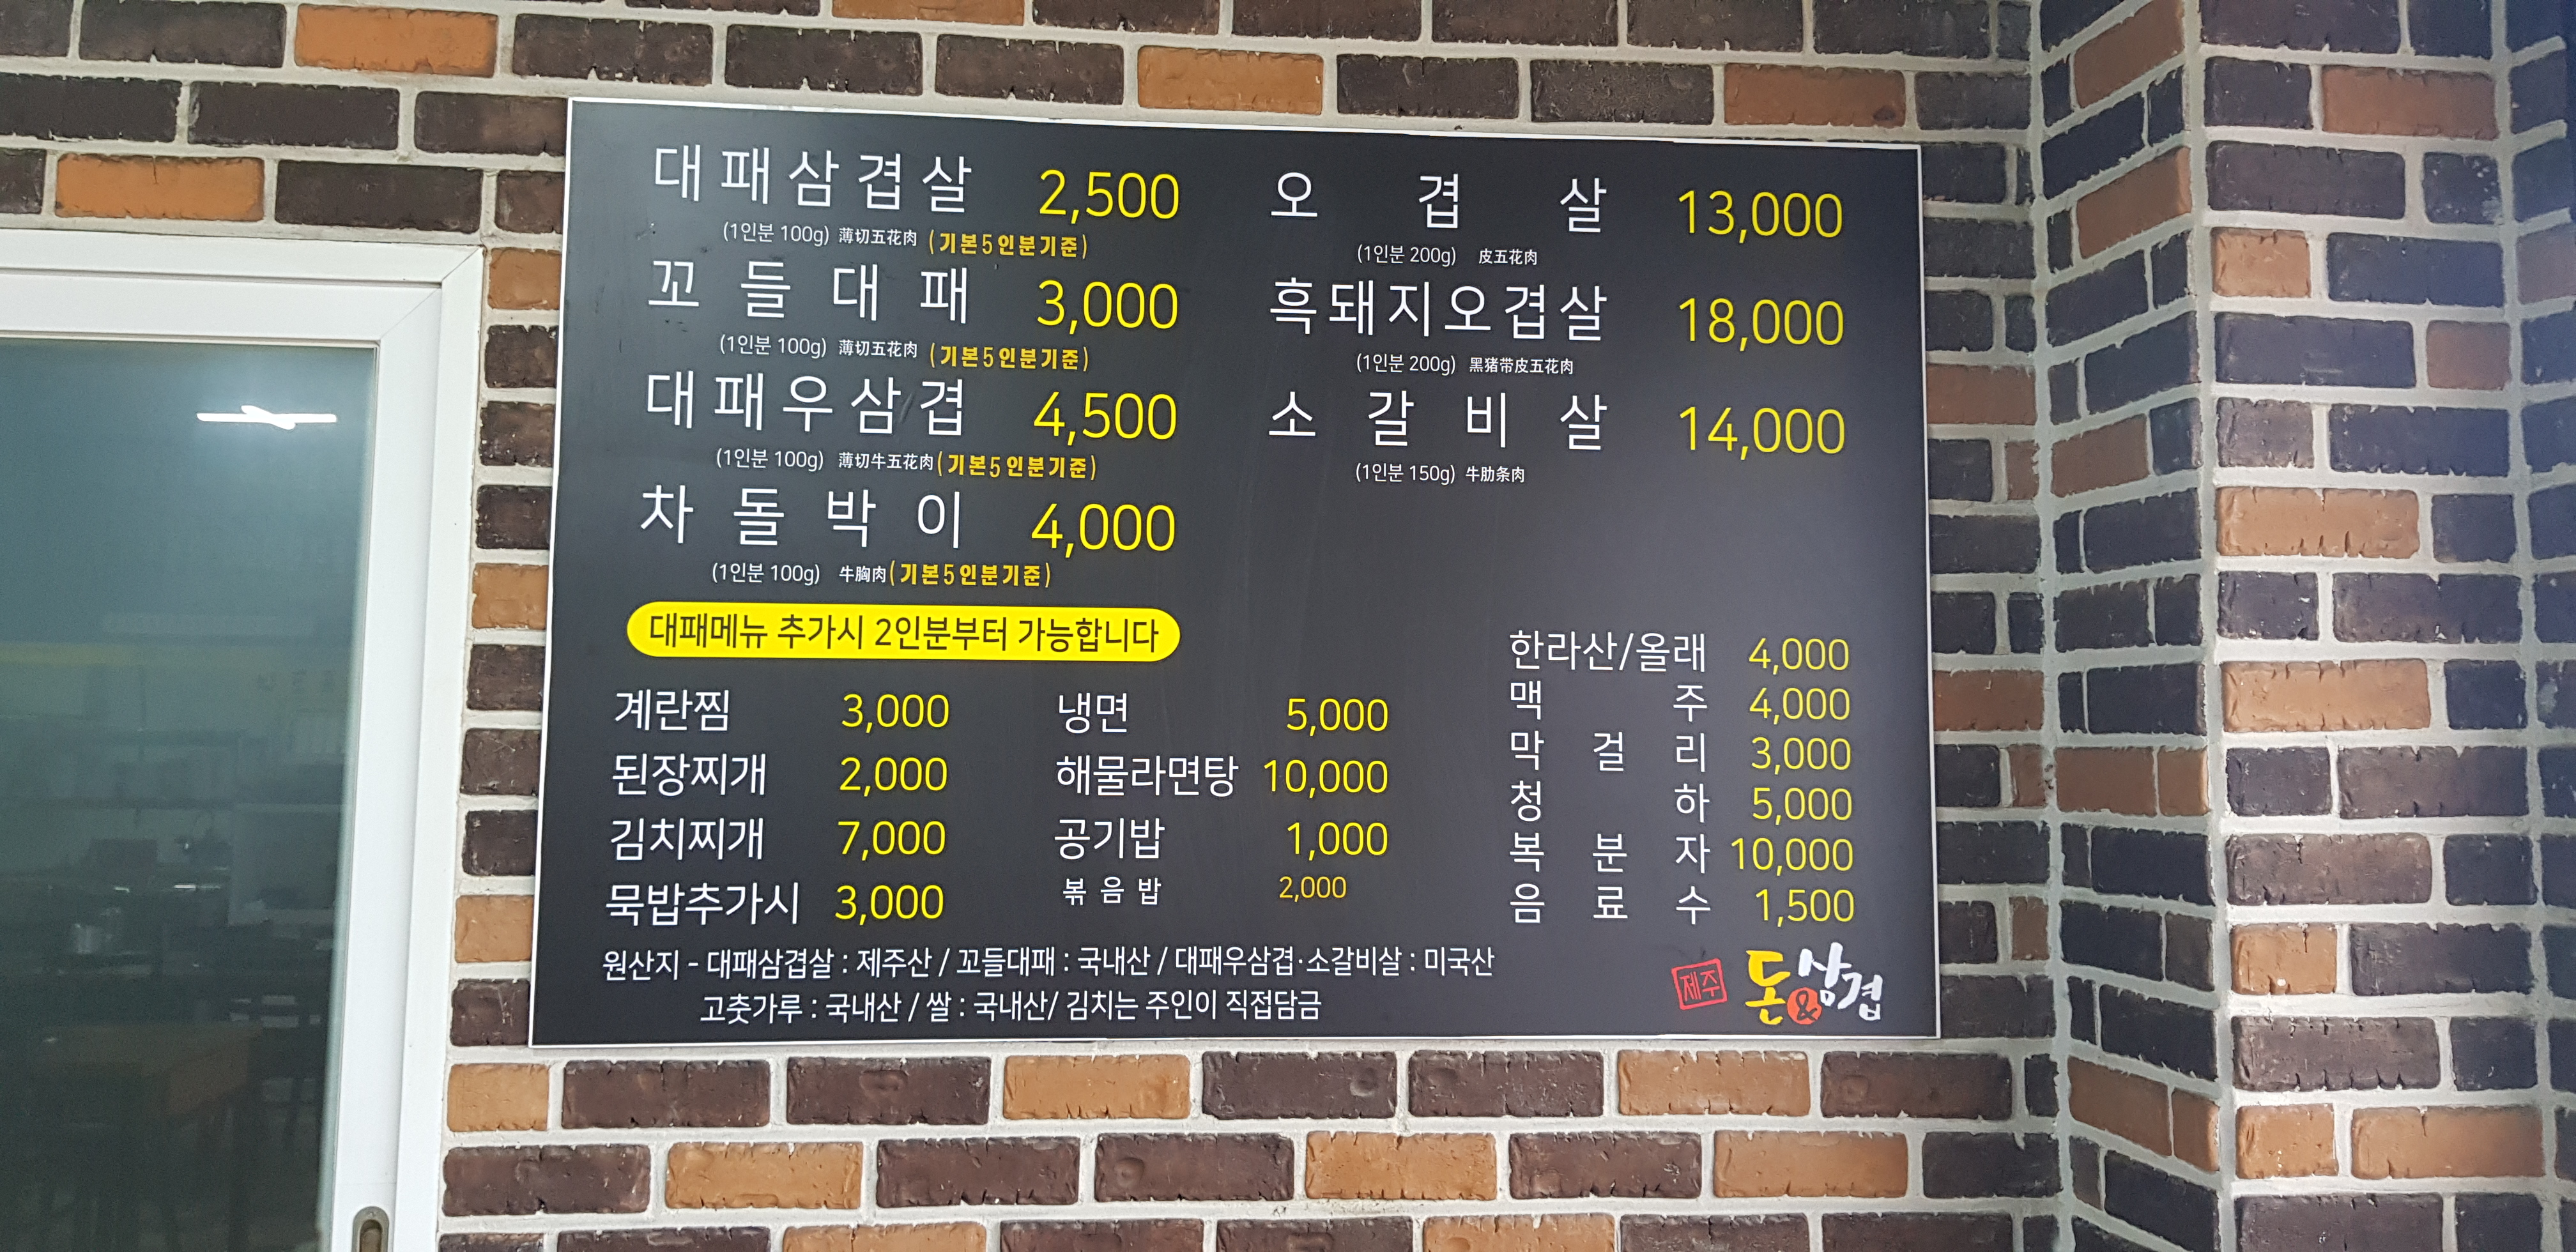 대패삼겹살 2,500
(1인분 100g) 薄切五花肉 (기본5인분기준)
꼬들대패 3,000
(1인분 100g) 薄切五花肉 (기본5인분기준)
대패우삼겹 4,500
(1인분 100g) 薄切牛五花肉 (기본5인분기준)
차돌박이 4,000
(1인분 100g) 牛胸肉 (기본5인분기준)
대패메뉴 추가시 2인분부터 가능합니다
오겹살 13,000
(1인분 200g) 皮五花肉
흑돼지오겹살 18,000
(1인분 200g) 黑猪带皮五花肉
소갈비살 14,000
(1인분 150g) 牛肋条肉
계란찜 3,000
된장찌개 2,000
김치찌개 7,000
묵밥추가시 3,000
냉면 5,000
해물라면탕 10,000
공기밥 1,000
볶음밥 2,000
한라산/올래 4,000
맥주 4,000
막걸리 3,000
청하 5,000
복분자 10,000
음료수 1,500
원산지 - 대패삼겹살 : 제주산 / 꼬들대패 : 국내산 / 대패우삼겹·소갈비살 : 미국산
고춧가루 : 국내산 / 쌀 : 국내산/ 김치는 주인이 직접담금
제주 돈&삼겹